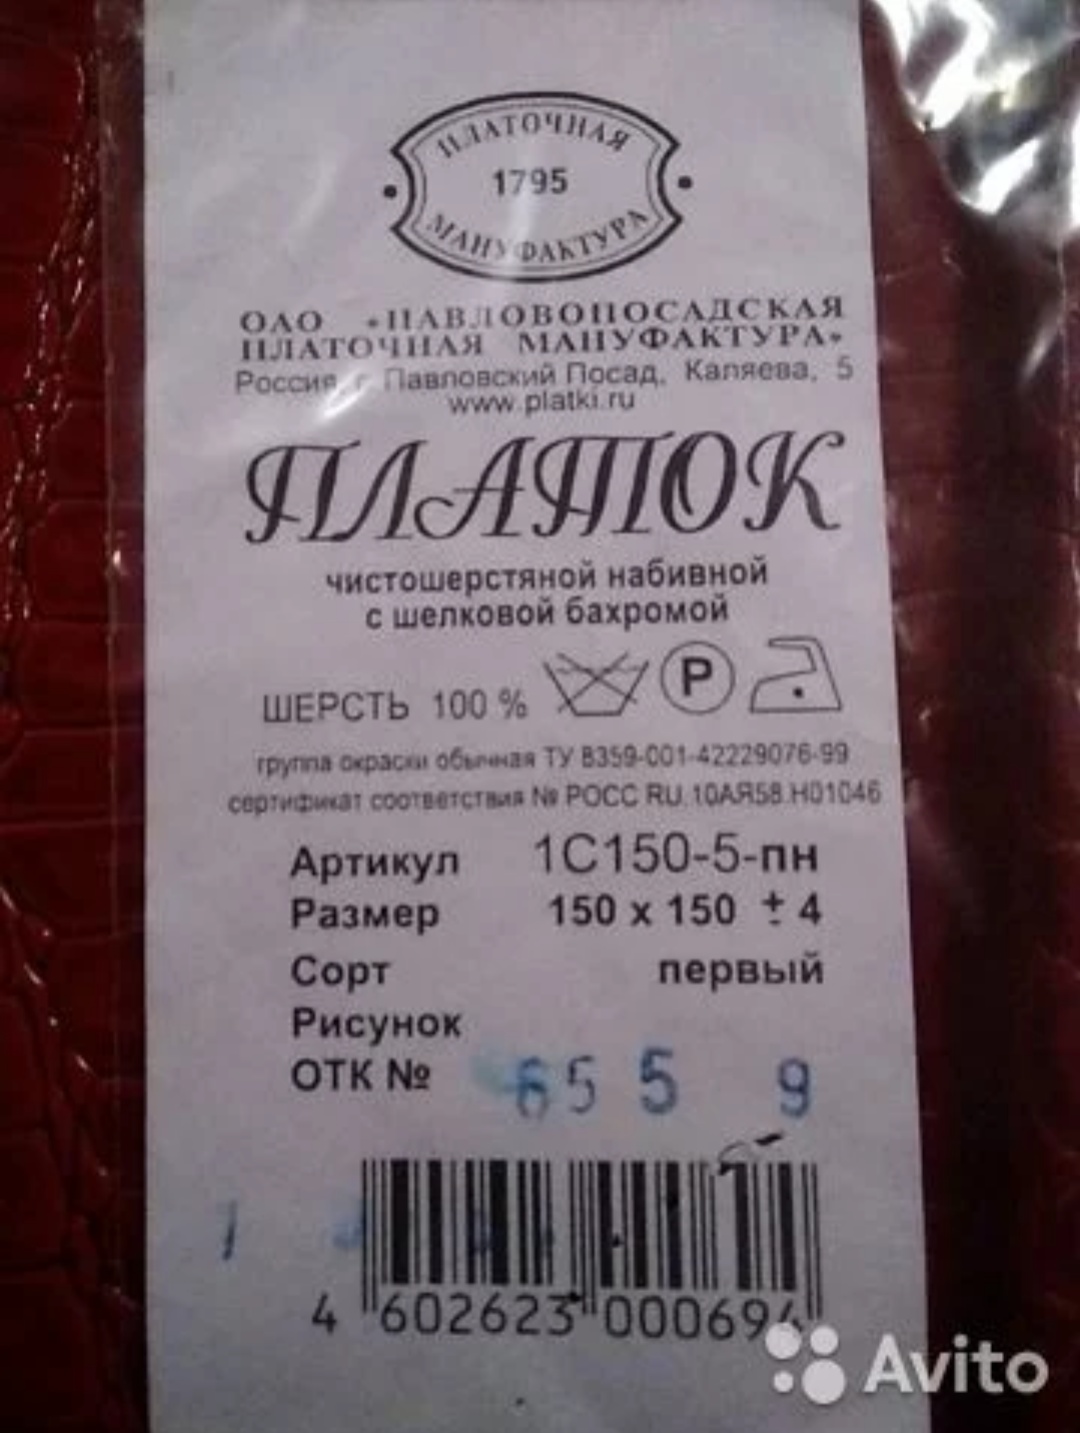 ПЛАТОЧНАЯ
1795
МАНУФАКТУРА
ОАО «ПАВЛОВОПОСАДСКАЯ
ПЛАТОЧНАЯ МАНУФАКТУРА»
Россия, г. Павловский Посад, Каляева, 5
www.platki.ru
ПЛАТОК
чистошерстяной набивной
с шелковой бахромой
ШЕРСТЬ 100 % P
группа окраски обычная ТУ 8359-001-42229076-99
сертификат соответствия № РОСС RU.10АЯ58.Н01046
Артикул 1С150-5-пн
Размер 150 х 150 ± 4
Сорт первый
Рисунок
ОТК № 655 9
4 602623 000694
Avito